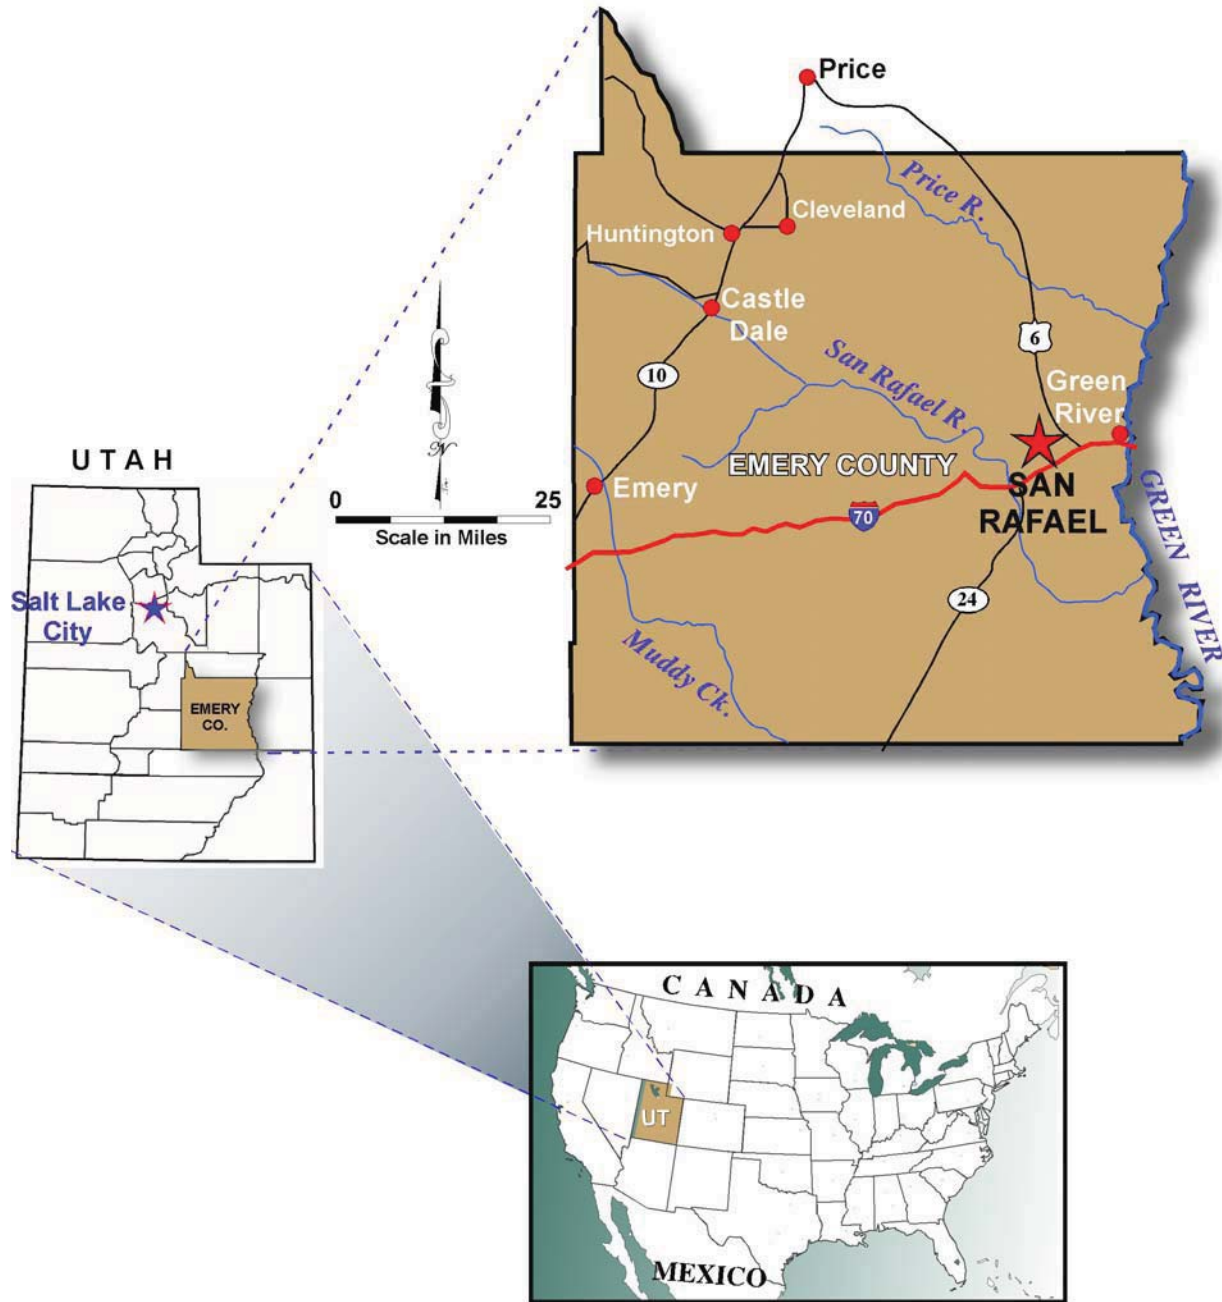 Price
Price R.
Cleveland
Huntington
Castle
Dale
6
10
San Rafael R.
Green
River
EMERY COUNTY
Emery
SAN
RAFAEL
70
24
GREEN RIVER
Muddy Ck.
N
0 25
Scale in Miles
UTAH
Salt Lake
City
EMERY
CO.
CANADA
UT
MEXICO